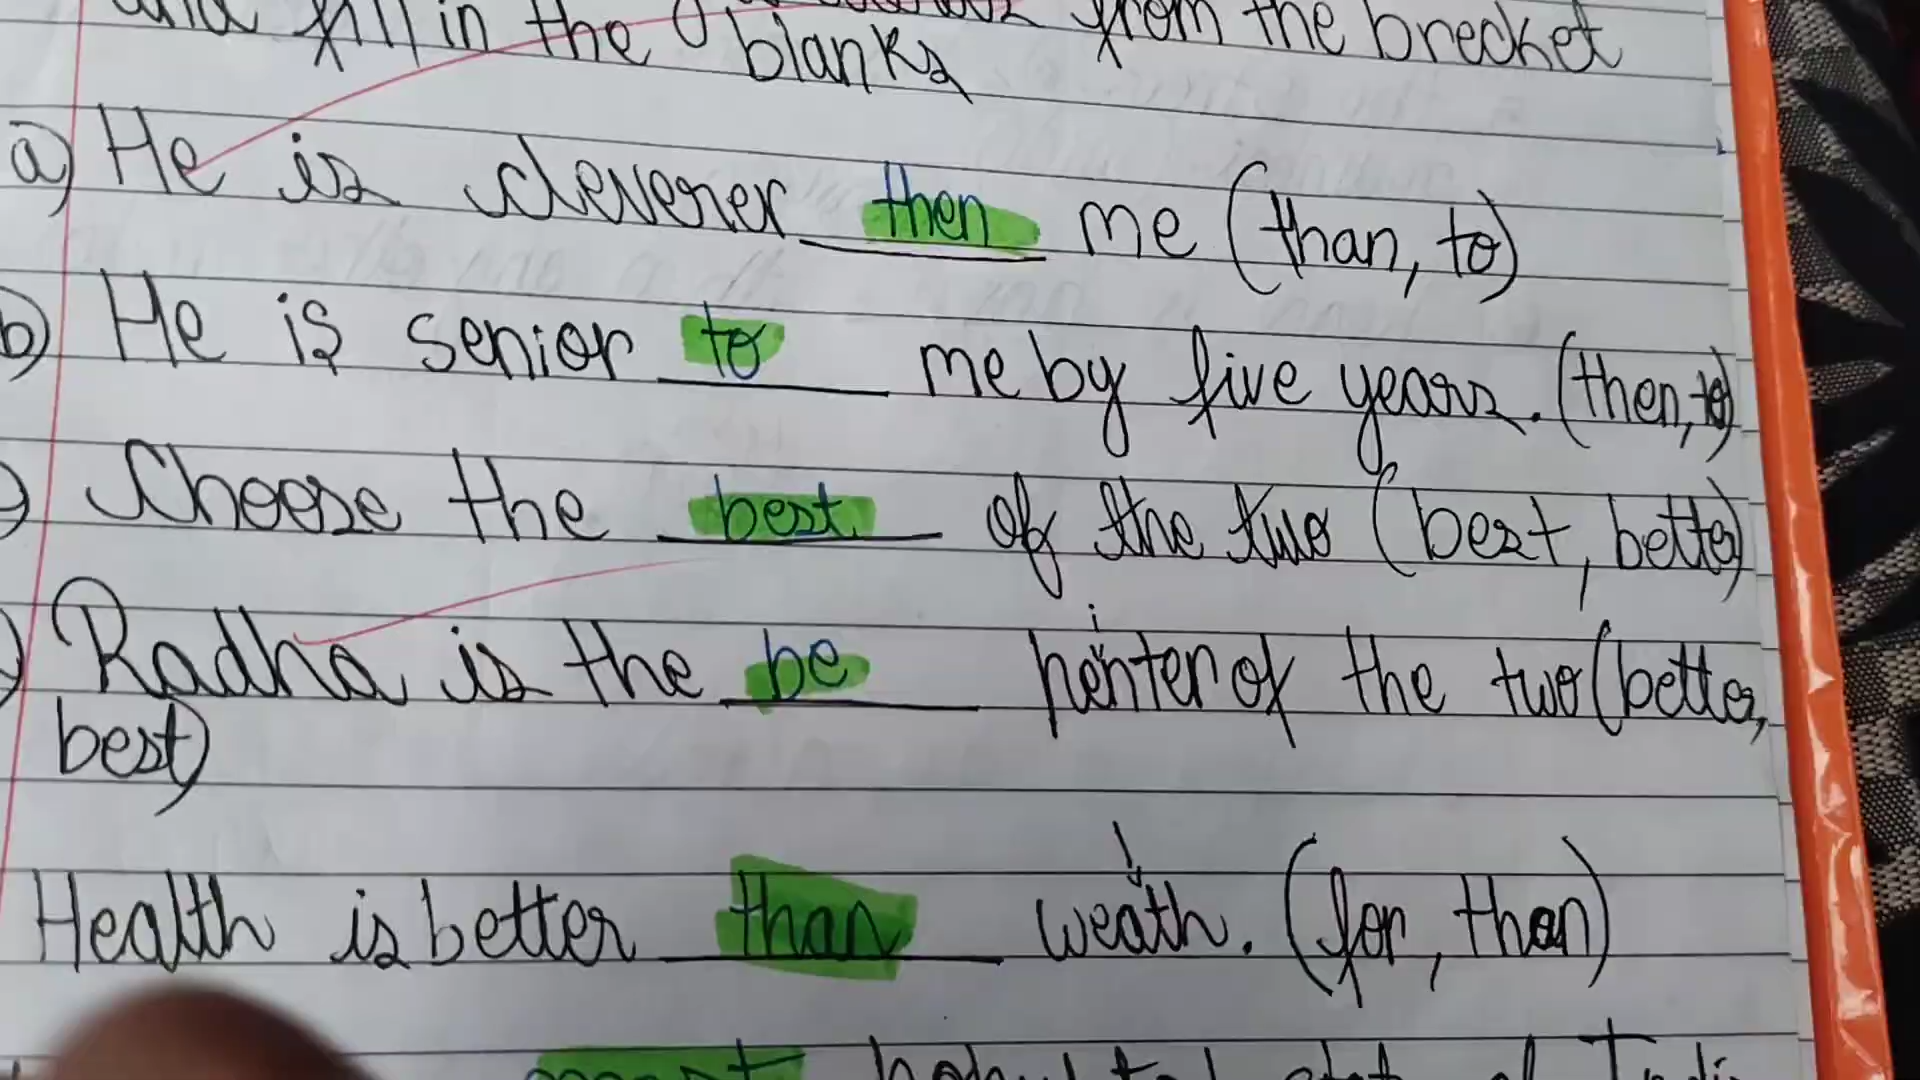 fill in the from the brecket
blanks
a) He is cleverer then me (than, to)
b) He is senior to me by five years. (then, to)
Choose the best of the two (best, better)
Radha is the be painter of the two (better,
best)
Health is better than weath. (for, than)